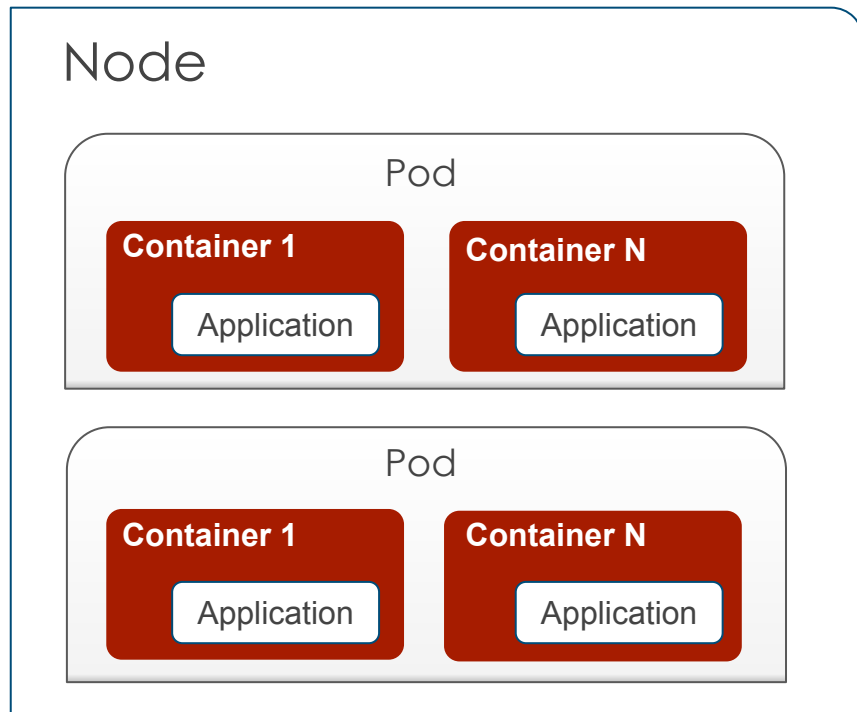 Node
Pod
Container 1
Container N
Application
Application
Pod
Container 1
Container N
Application
Application